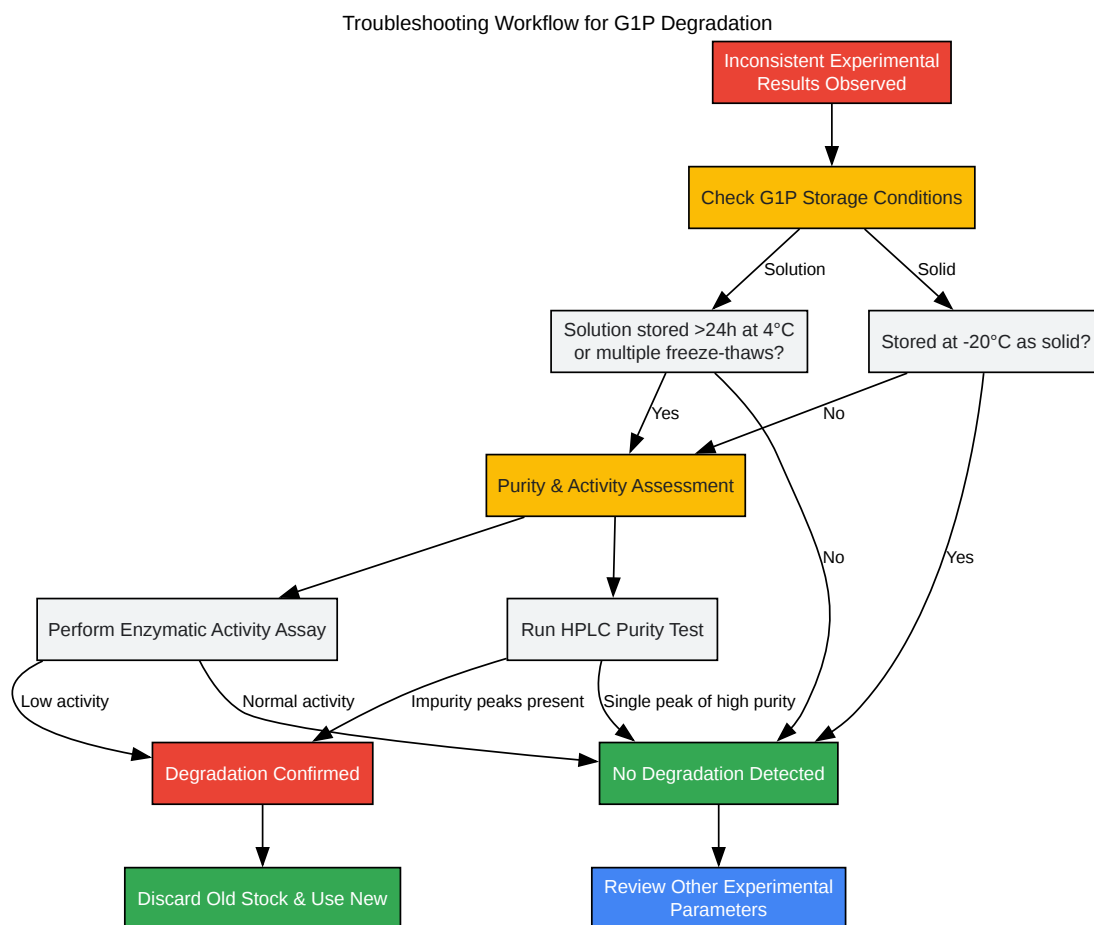 Troubleshooting Workflow for G1P Degradation
Inconsistent Experimental
Results Observed
Check G1P Storage Conditions
Solution
Solid
Solution stored >24h at 4°C
or multiple freeze-thaws?
Stored at -20°C as solid?
Yes
No
Purity & Activity Assessment
No
Yes
Perform Enzymatic Activity Assay
Run HPLC Purity Test
Low activity
Normal activity
Impurity peaks present
Single peak of high purity
Degradation Confirmed
No Degradation Detected
Discard Old Stock & Use New
Review Other Experimental
Parameters